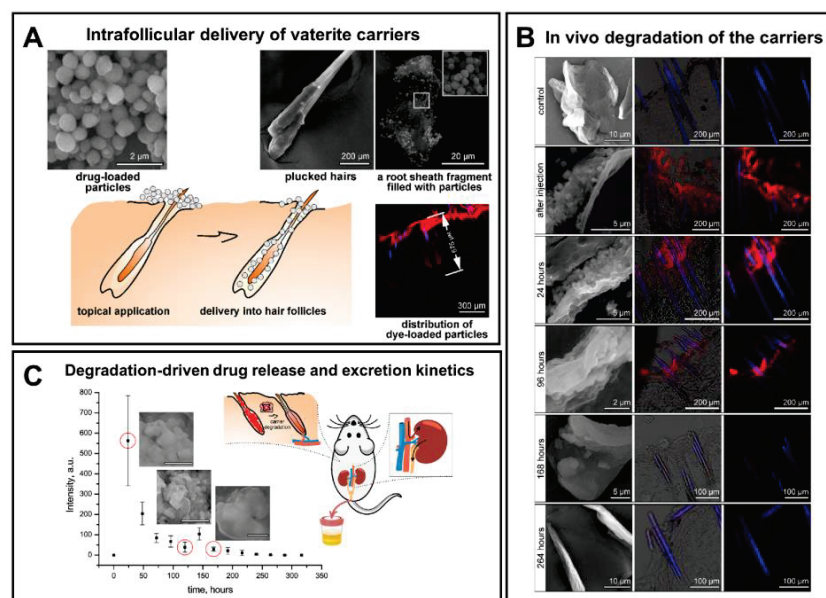 A
Intrafollicular delivery of vaterite carriers
2 μm
200 μm
20 μm
drug-loaded
particles
plucked hairs
a root sheath fragment
filled with particles
topical application
delivery into hair follicles
575 μm
300 μm
distribution of
dye-loaded particles
B
In vivo degradation of the carriers
control
10 μm
200 μm
200 μm
after injection
5 μm
200 μm
200 μm
24 hours
5 μm
200 μm
200 μm
96 hours
2 μm
200 μm
200 μm
168 hours
5 μm
100 μm
100 μm
264 hours
10 μm
100 μm
100 μm
C
Degradation-driven drug release and excretion kinetics
Intensity, a.u.
800
700
600
500
400
300
200
100
0
0
50
100
150
200
250
300
350
time, hours
carrier
degradation